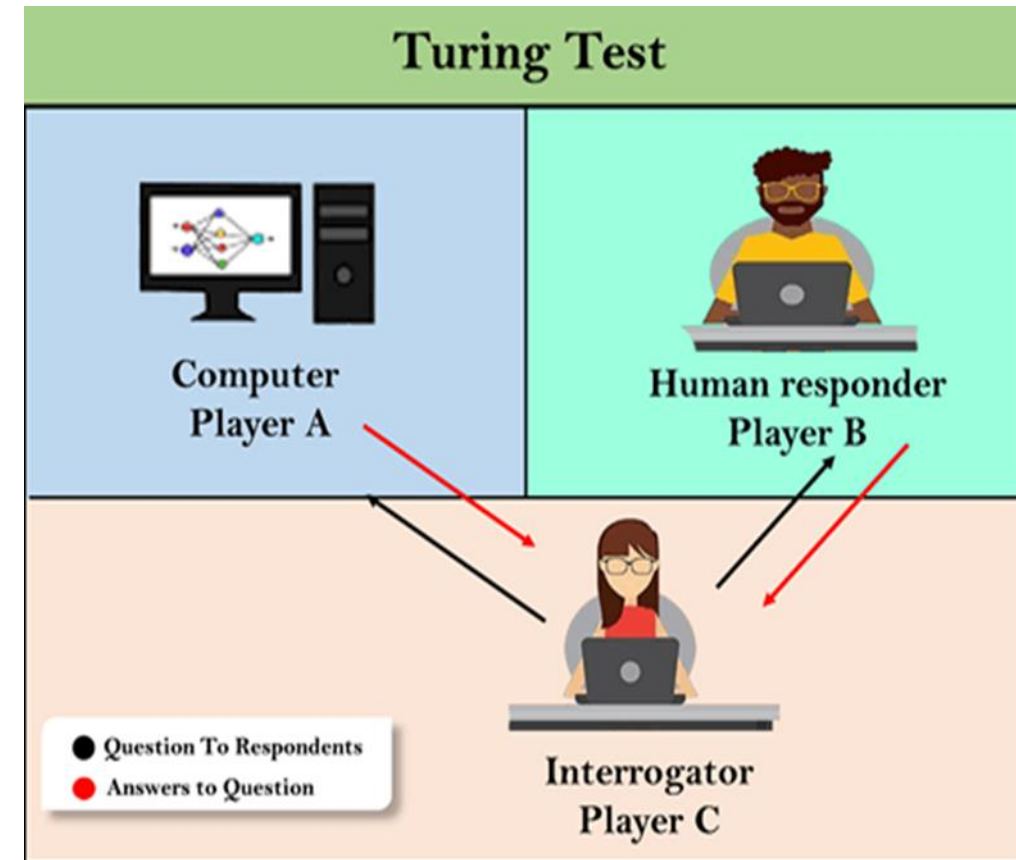 Turing Test
Computer
Player A
Human responder
Player B
Interrogator
Player C
Question To Respondents
Answers to Question